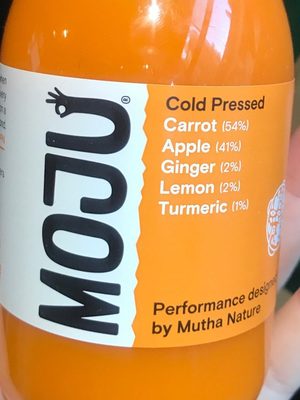 MOJU
®
Cold Pressed
Carrot (54%)
Apple (41%)
Ginger (2%)
Lemon (2%)
Turmeric (1%)
Performance designed
by Mutha Nature